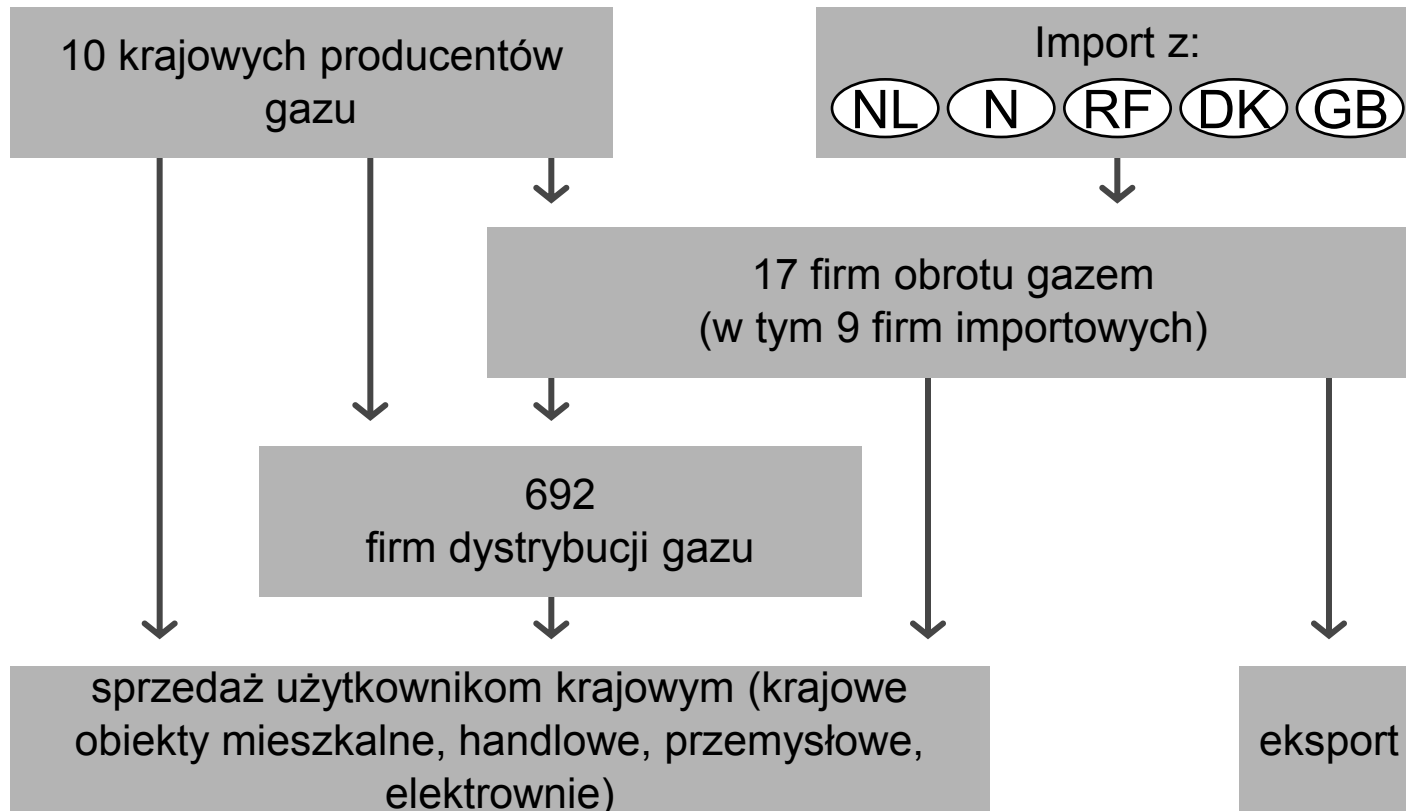 10 krajowych producentów
gazu
Import z:
NL N RF DK GB
17 firm obrotu gazem
(w tym 9 firm importowych)
692
firm dystrybucji gazu
sprzedaż użytkownikom krajowym (krajowe
obiekty mieszkalne, handlowe, przemysłowe,
elektrownie)
eksport